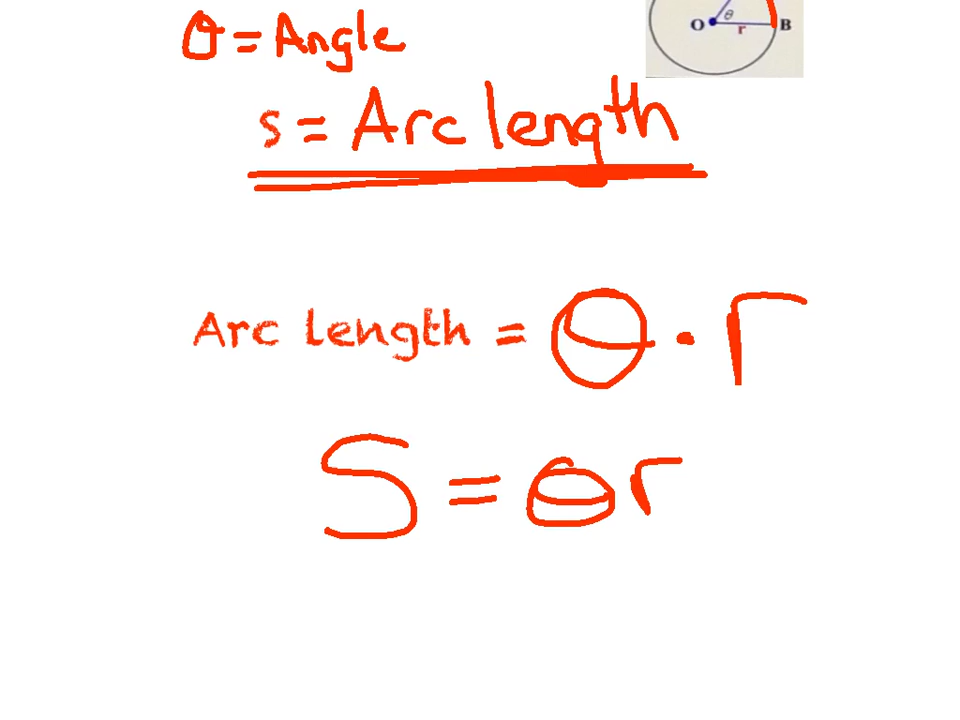 θ = Angle
O θ r B
s = Arc length
Arc length = θ · r
S = θr